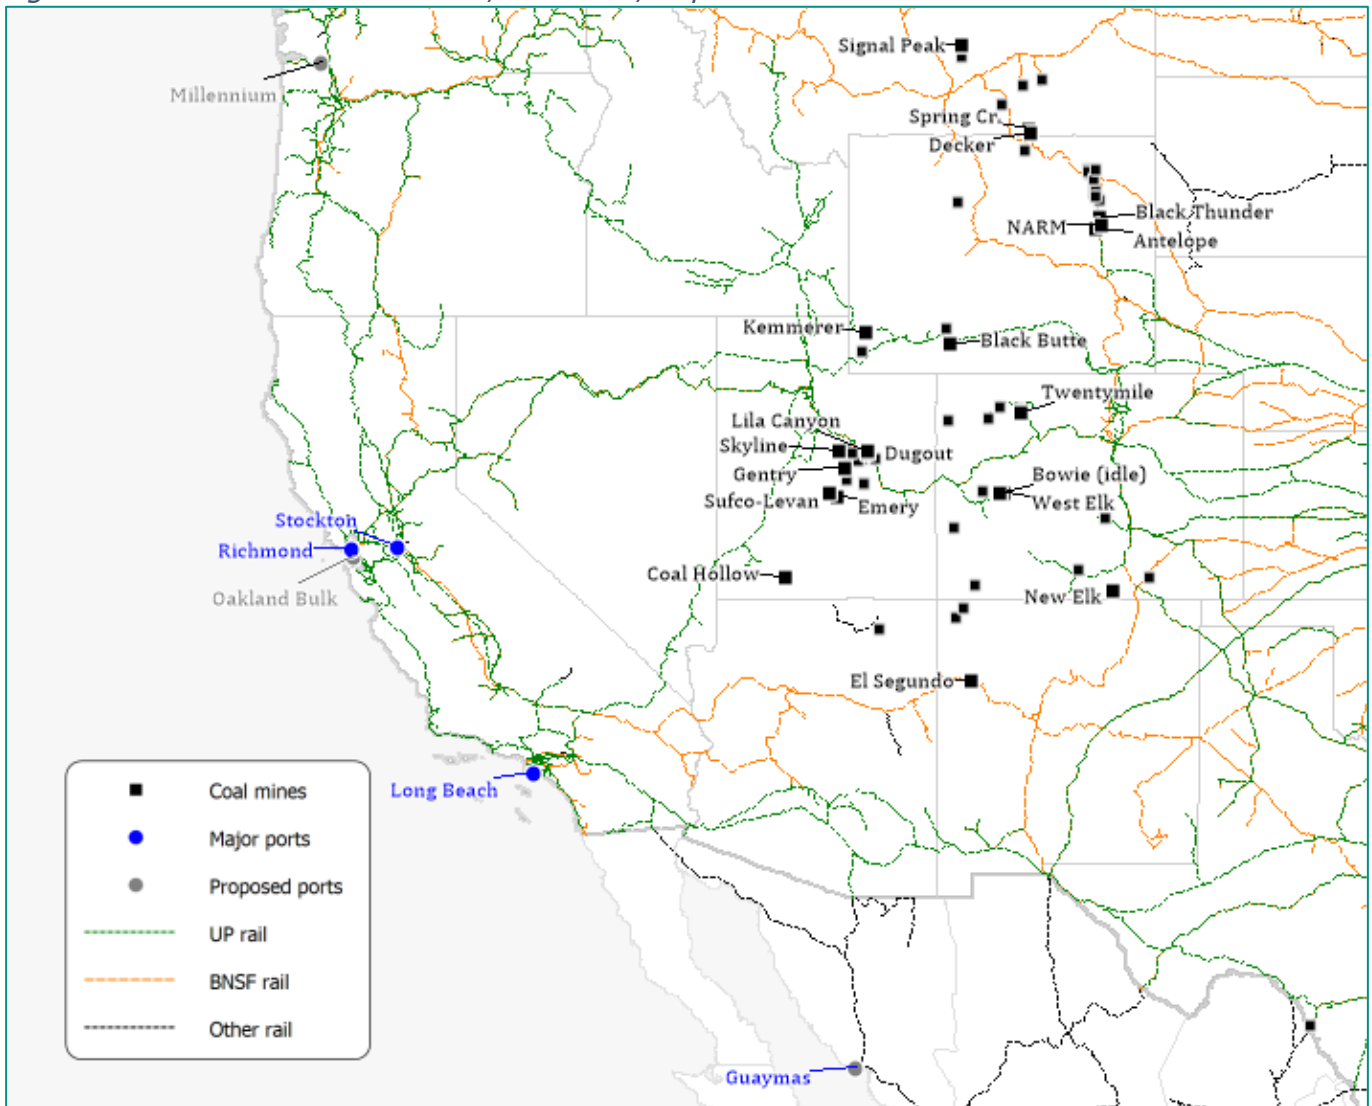 Signal Peak
Millennium
Spring Cr.
Decker
Black Thunder
NARM
Antelope
Kemmerer
Black Butte
Twentymile
Lila Canyon
Skyline
Dugout
Gentry
Bowie (idle)
Sufco-Levan
Emery
West Elk
Stockton
Richmond
Coal Hollow
Oakland Bulk
New Elk
El Segundo
Long Beach
Coal mines
Major ports
Proposed ports
UP rail
BNSF rail
Other rail
Guaymas